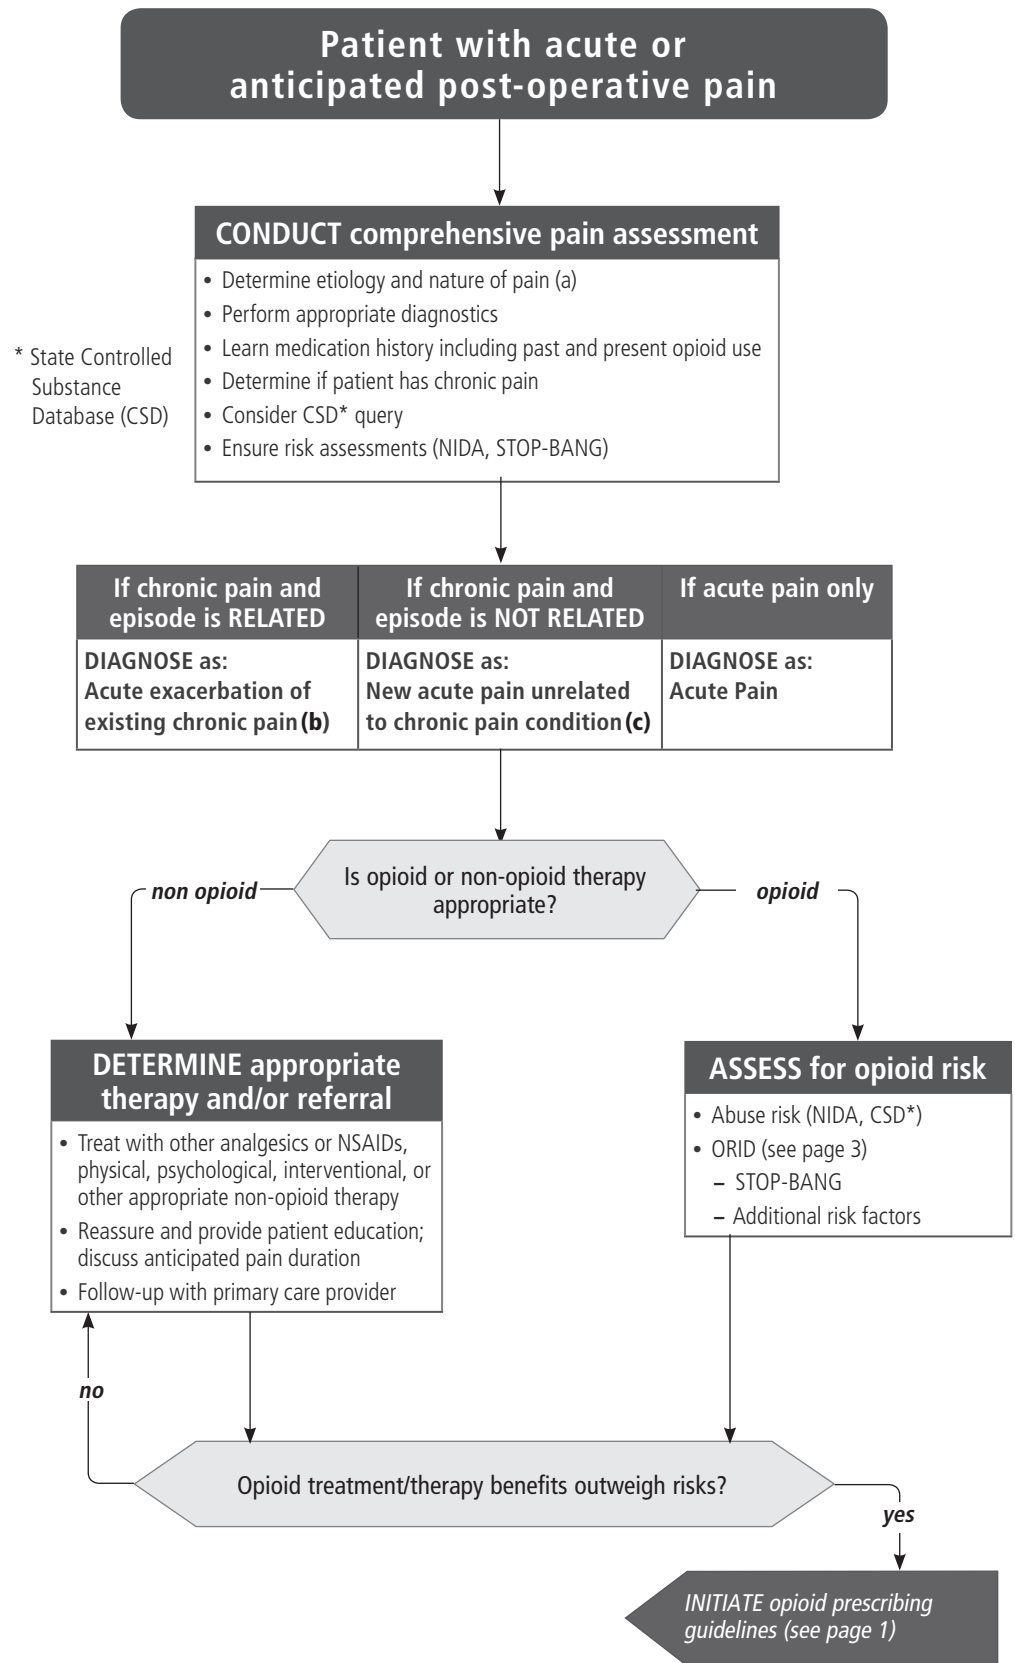 Patient with acute or
anticipated post-operative pain
CONDUCT comprehensive pain assessment
• Determine etiology and nature of pain (a)
• Perform appropriate diagnostics
• Learn medication history including past and present opioid use
• Determine if patient has chronic pain
• Consider CSD* query
• Ensure risk assessments (NIDA, STOP-BANG)
* State Controlled
Substance
Database (CSD)
If chronic pain and
episode is RELATED
DIAGNOSE as:
Acute exacerbation of
existing chronic pain (b)
If chronic pain and
episode is NOT RELATED
DIAGNOSE as:
New acute pain unrelated
to chronic pain condition (c)
If acute pain only
DIAGNOSE as:
Acute Pain
Is opioid or non-opioid therapy
appropriate?
non opioid
opioid
DETERMINE appropriate
therapy and/or referral
• Treat with other analgesics or NSAIDs,
physical, psychological, interventional, or
other appropriate non-opioid therapy
• Reassure and provide patient education;
discuss anticipated pain duration
• Follow-up with primary care provider
ASSESS for opioid risk
• Abuse risk (NIDA, CSD*)
• ORID (see page 3)
– STOP-BANG
– Additional risk factors
no
Opioid treatment/therapy benefits outweigh risks?
yes
INITIATE opioid prescribing
guidelines (see page 1)